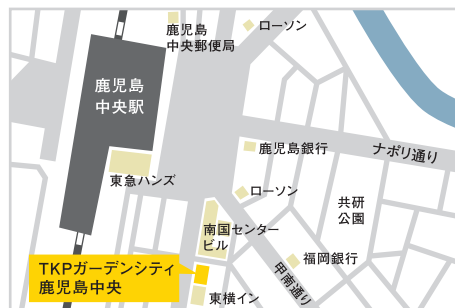 鹿児島
中央郵便局
ローソン
鹿児島
中央駅
鹿児島銀行
ナポリ通り
東急ハンズ
ローソン
共研
公園
南国センター
ビル
福岡銀行
甲南通り
TKPガーデンシティ
鹿児島中央
東横イン